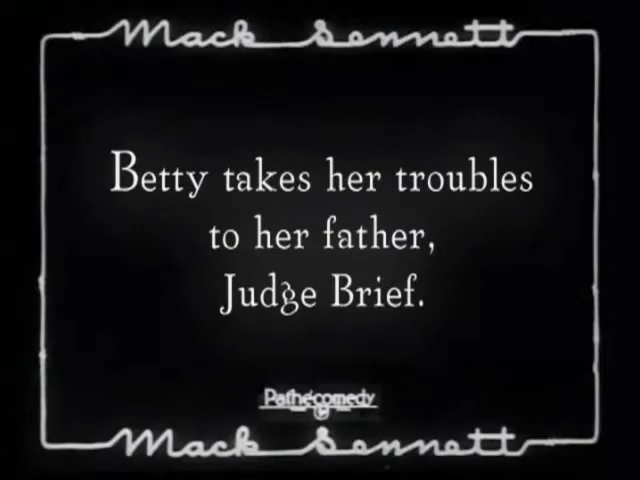 Mack Sennett
Betty takes her troubles
to her father,
Judge Brief.
Pathécomedy
Mack Sennett